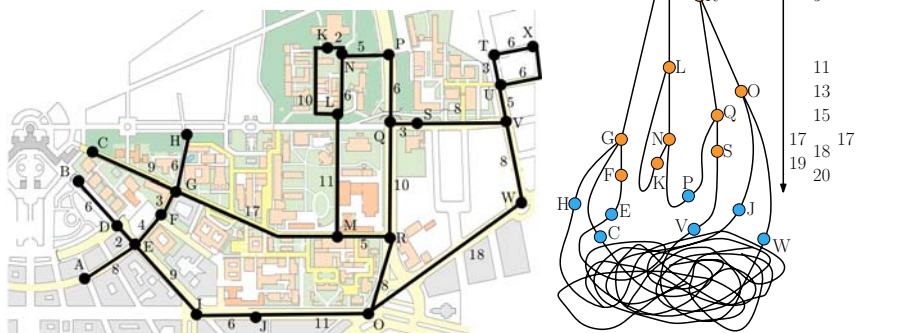 K 2 5 P T 6 X
N
3 6
10 6 6 U
L 8 5
Q 3 S V
C H
B 9 6 G
6 3 F 11 10 8
D 4 17 W
2 E M 5 R
A 8 9 18
8
I 6 J 11 O
L 11
O 13
Q 15
G N 17 17
S 18
F K 19
20
P
H E J
C V W